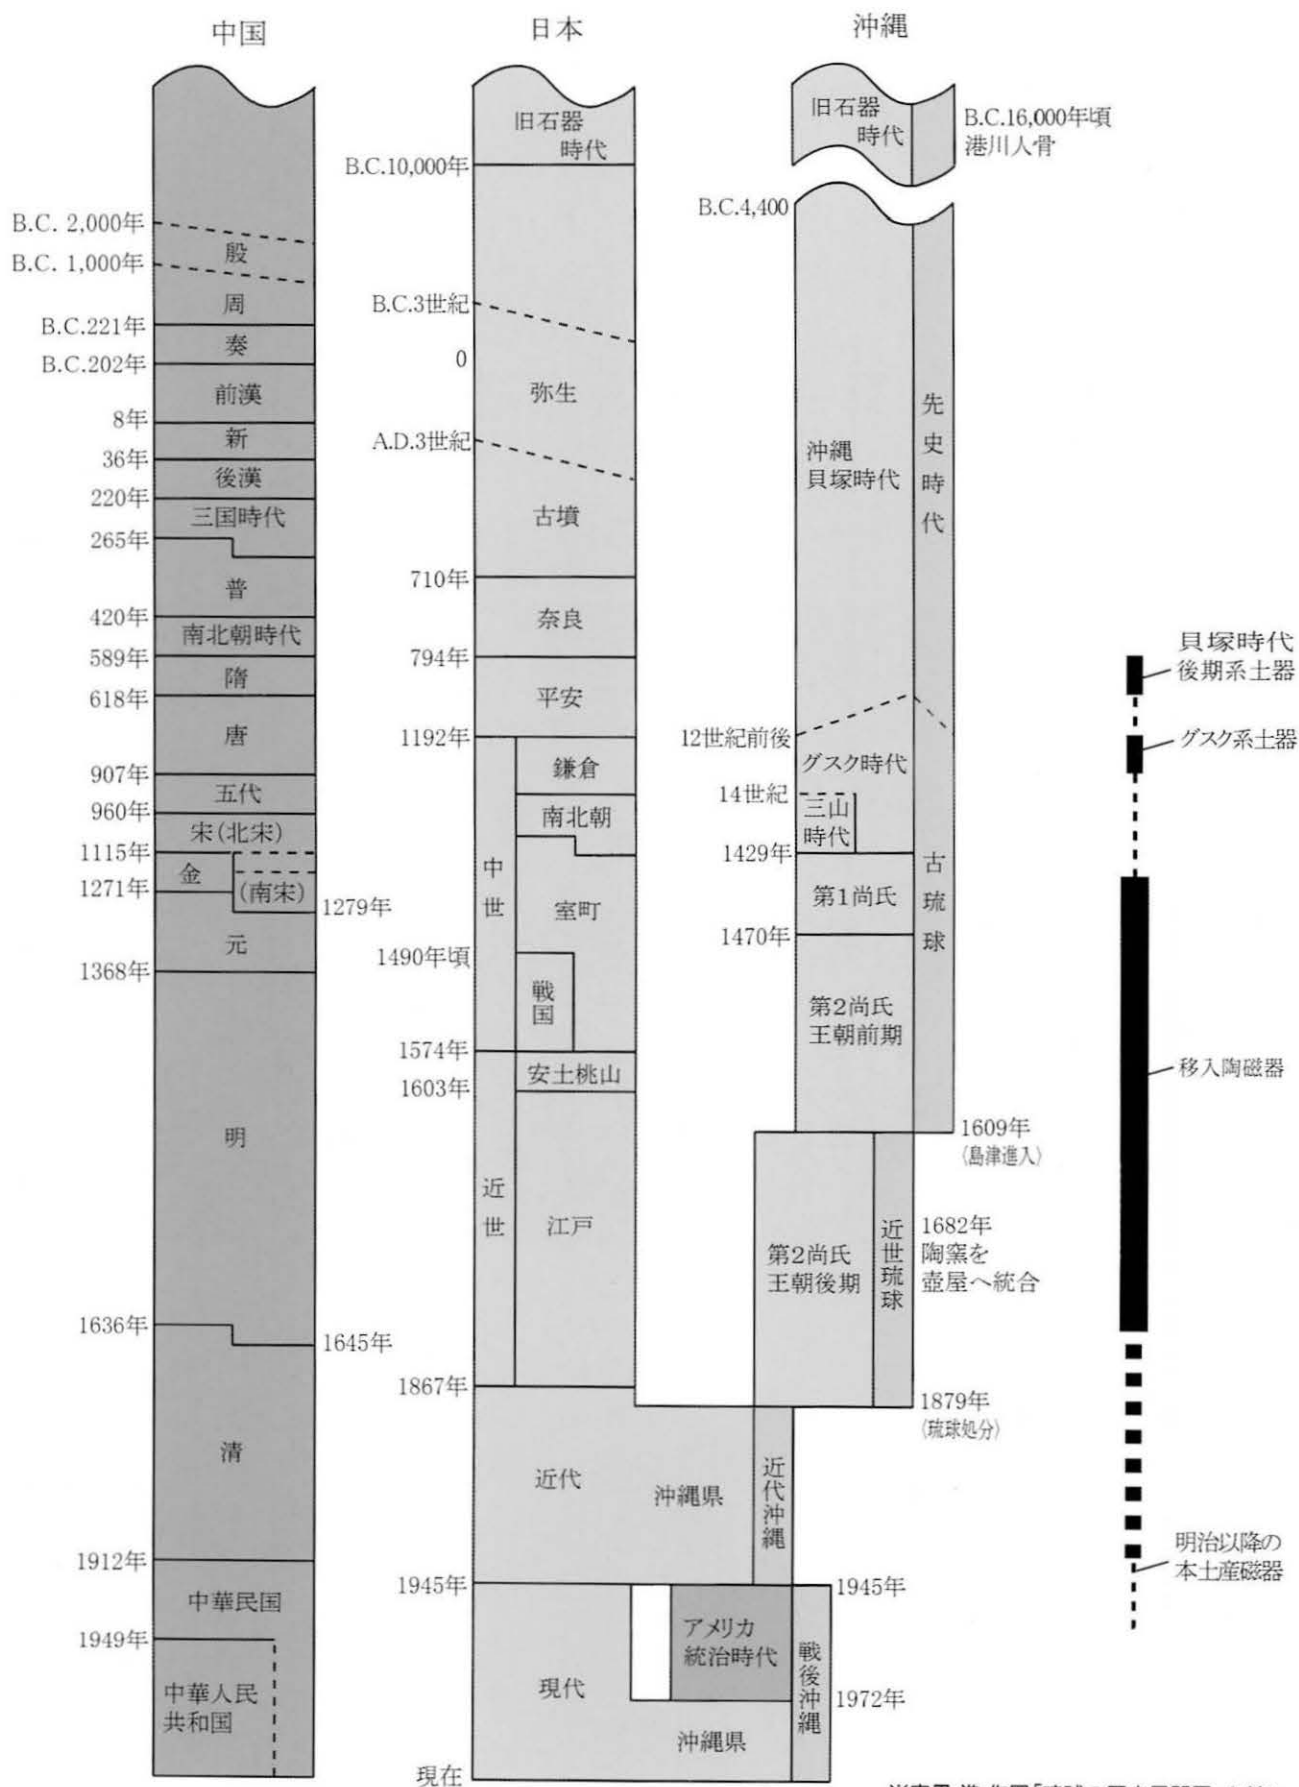 中国
B.C. 2,000年
殷
B.C. 1,000年
周
B.C.221年
秦
B.C.202年
前漢
8年
新
36年
後漢
220年
三国時代
265年
普
420年
南北朝時代
589年
隋
618年
唐
907年
五代
960年
宋(北宋)
1115年
金
(南宋)
1271年
1279年
元
1368年
明
1636年
1645年
清
1912年
中華民国
1949年
中華人民
共和国
日本
旧石器
時代
B.C.10,000年
B.C.3世紀
0
弥生
A.D.3世紀
古墳
710年
奈良
794年
平安
1192年
鎌倉
南北朝
中世
室町
1490年頃
戦国
1574年
安土桃山
1603年
近世
江戸
1867年
近代
沖縄県
近代沖縄
1945年
1945年
アメリカ
統治時代
現代
戦後沖縄
1972年
沖縄県
現在
沖縄
旧石器
時代
B.C.16,000年頃
港川人骨
B.C.4,400
沖縄
貝塚時代
先史時代
12世紀前後
グスク時代
14世紀
三山
時代
1429年
古琉球
第1尚氏
1470年
第2尚氏
王朝前期
1609年
(島津進入)
第2尚氏
王朝後期
近世琉球
1682年
陶窯を
壺屋へ統合
1879年
(琉球処分)
貝塚時代
後期系土器
グスク系土器
移入陶磁器
明治以降の
本土産磁器